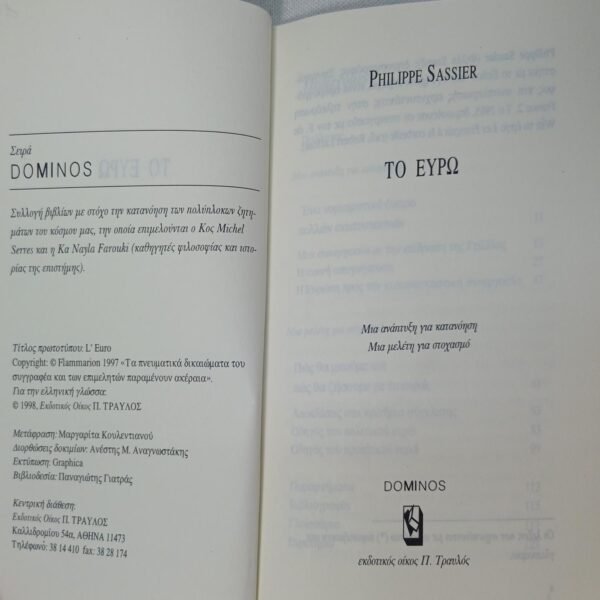 Σειρά
DOMINOS
Συλλογή βιβλίων με στόχο την κατανόηση των πολύπλοκων ζητη-
μάτων του κόσμου μας, την οποία επιμελούνται ο Κος Michel
Serres και η Κα Nayla Farouki (καθηγητές φιλοσοφίας και ιστο-
ρίας της επιστήμης).
Τίτλος πρωτοτύπου: L' Euro
Copyright: © Flammarion 1997 «Τα πνευματικά δικαιώματα του
συγγραφέα και των επιμελητών παραμένουν ακέραια».
Για την ελληνική γλώσσα:
© 1998, Εκδοτικός Οίκος Π. ΤΡΑΥΛΟΣ
Μετάφραση: Μαργαρίτα Κουλεντιανού
Διορθώσεις δοκιμίων: Ανέστης Μ. Αναγνωστάκης
Εκτύπωση: Graphica
Βιβλιοδεσία: Παναγιώτης Γιατράς
Κεντρική διάθεση:
Εκδοτικός Οίκος Π. ΤΡΑΥΛΟΣ
Καλλιδρομίου 54α, ΑΘΗΝΑ 11473
Τηλέφωνο: 38 14 410 fax: 38 28 174
PHILIPPE SASSIER
ΤΟ ΕΥΡΩ
Μια ανάπτυξη για κατανόηση
Μια μελέτη για στοχασμό
DOMINOS
εκδοτικός οίκος Π. Τραυλός